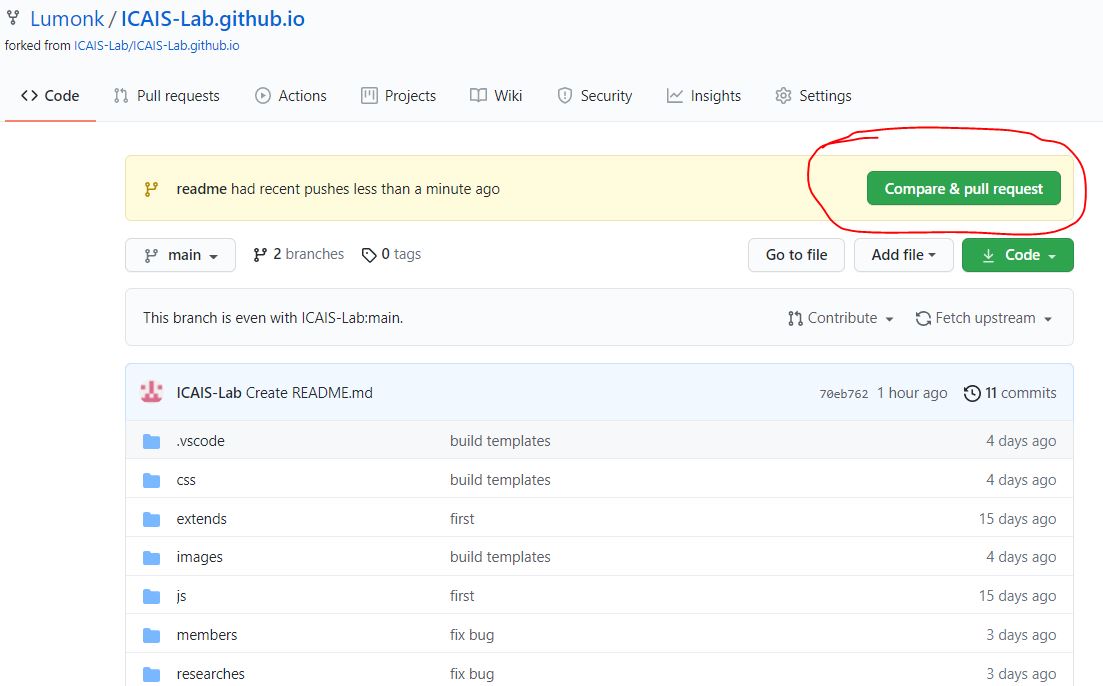 Lumonk / ICAIS-Lab.github.io
forked from ICAIS-Lab/ICAIS-Lab.github.io
Code Pull requests Actions Projects Wiki Security Insights Settings
readme had recent pushes less than a minute ago Compare & pull request
main 2 branches 0 tags Go to file Add file Code
This branch is even with ICAIS-Lab:main. Contribute Fetch upstream
ICAIS-Lab Create README.md 70eb762 1 hour ago 11 commits
.vscode build templates 4 days ago
css build templates 4 days ago
extends first 15 days ago
images build templates 4 days ago
js first 15 days ago
members fix bug 3 days ago
researches fix bug 3 days ago